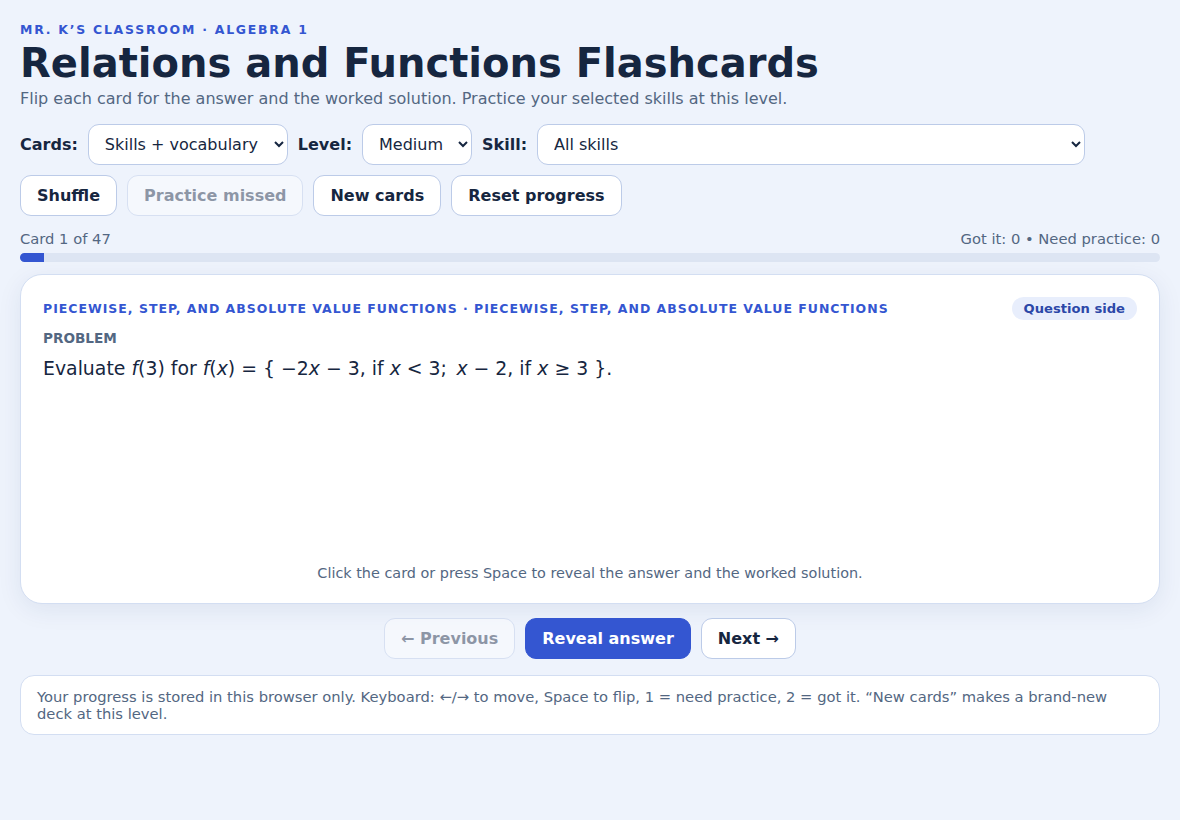 MR. K’S CLASSROOM · ALGEBRA 1
Relations and Functions Flashcards
Flip each card for the answer and the worked solution. Practice your selected skills at this level.
Cards: Skills + vocabulary Level: Medium Skill: All skills
Shuffle Practice missed New cards Reset progress
Card 1 of 47 Got it: 0 • Need practice: 0
PIECEWISE, STEP, AND ABSOLUTE VALUE FUNCTIONS · PIECEWISE, STEP, AND ABSOLUTE VALUE FUNCTIONS Question side
PROBLEM
Evaluate f(3) for f(x) = { −2x − 3, if x < 3; x − 2, if x ≥ 3 }.
Click the card or press Space to reveal the answer and the worked solution.
← Previous Reveal answer Next →
Your progress is stored in this browser only. Keyboard: ←/→ to move, Space to flip, 1 = need practice, 2 = got it. “New cards” makes a brand-new
deck at this level.